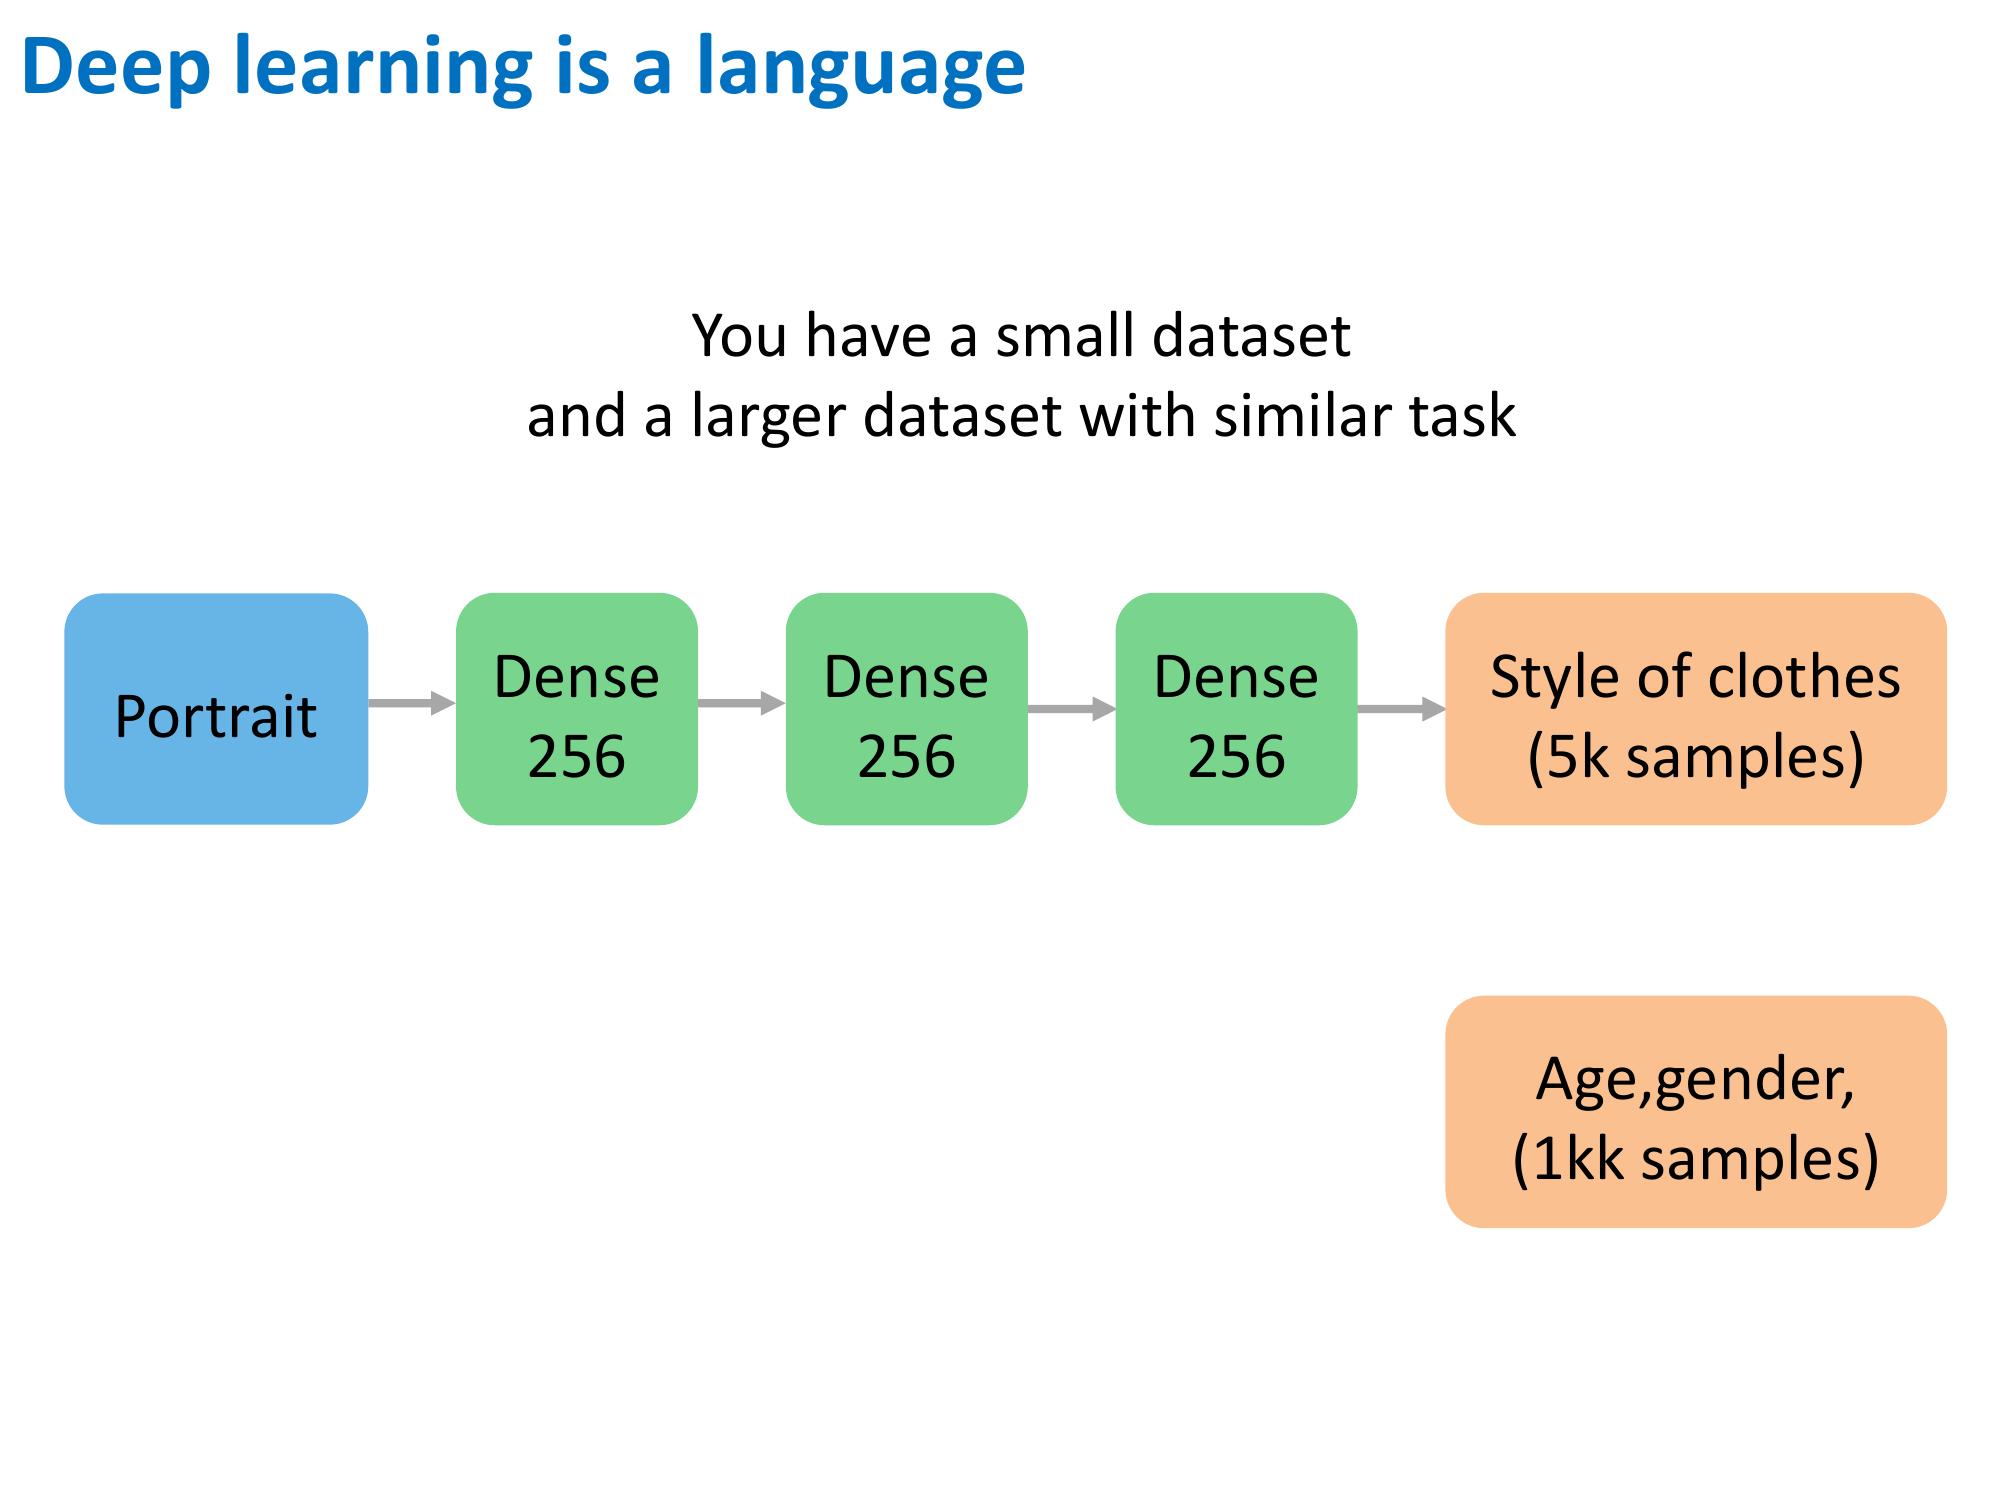 Deep learning is a language
You have a small dataset
and a larger dataset with similar task
Portrait
Dense
256
Dense
256
Dense
256
Style of clothes
(5k samples)
Age,gender,
(1kk samples)